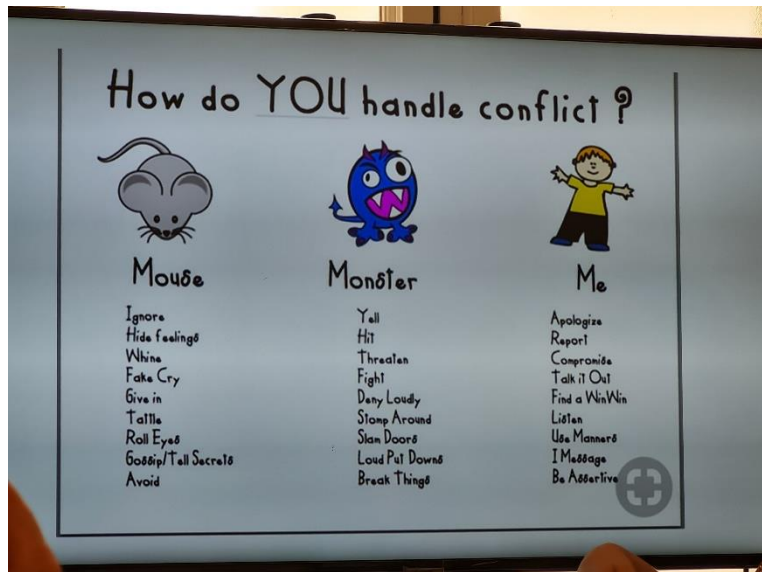 How do YOU handle conflict ?
Mouse
Ignore
Hide feelings
Whine
Fake Cry
Give in
Tattle
Roll Eyes
Gossip/Tell Secrets
Avoid
Monster
Yell
Hit
Threaten
Fight
Deny Loudly
Stomp Around
Slam Doors
Loud Put Downs
Break Things
Me
Apologize
Report
Compromise
Talk it Out
Find a WinWin
Listen
Use Manners
I Message
Be Assertive